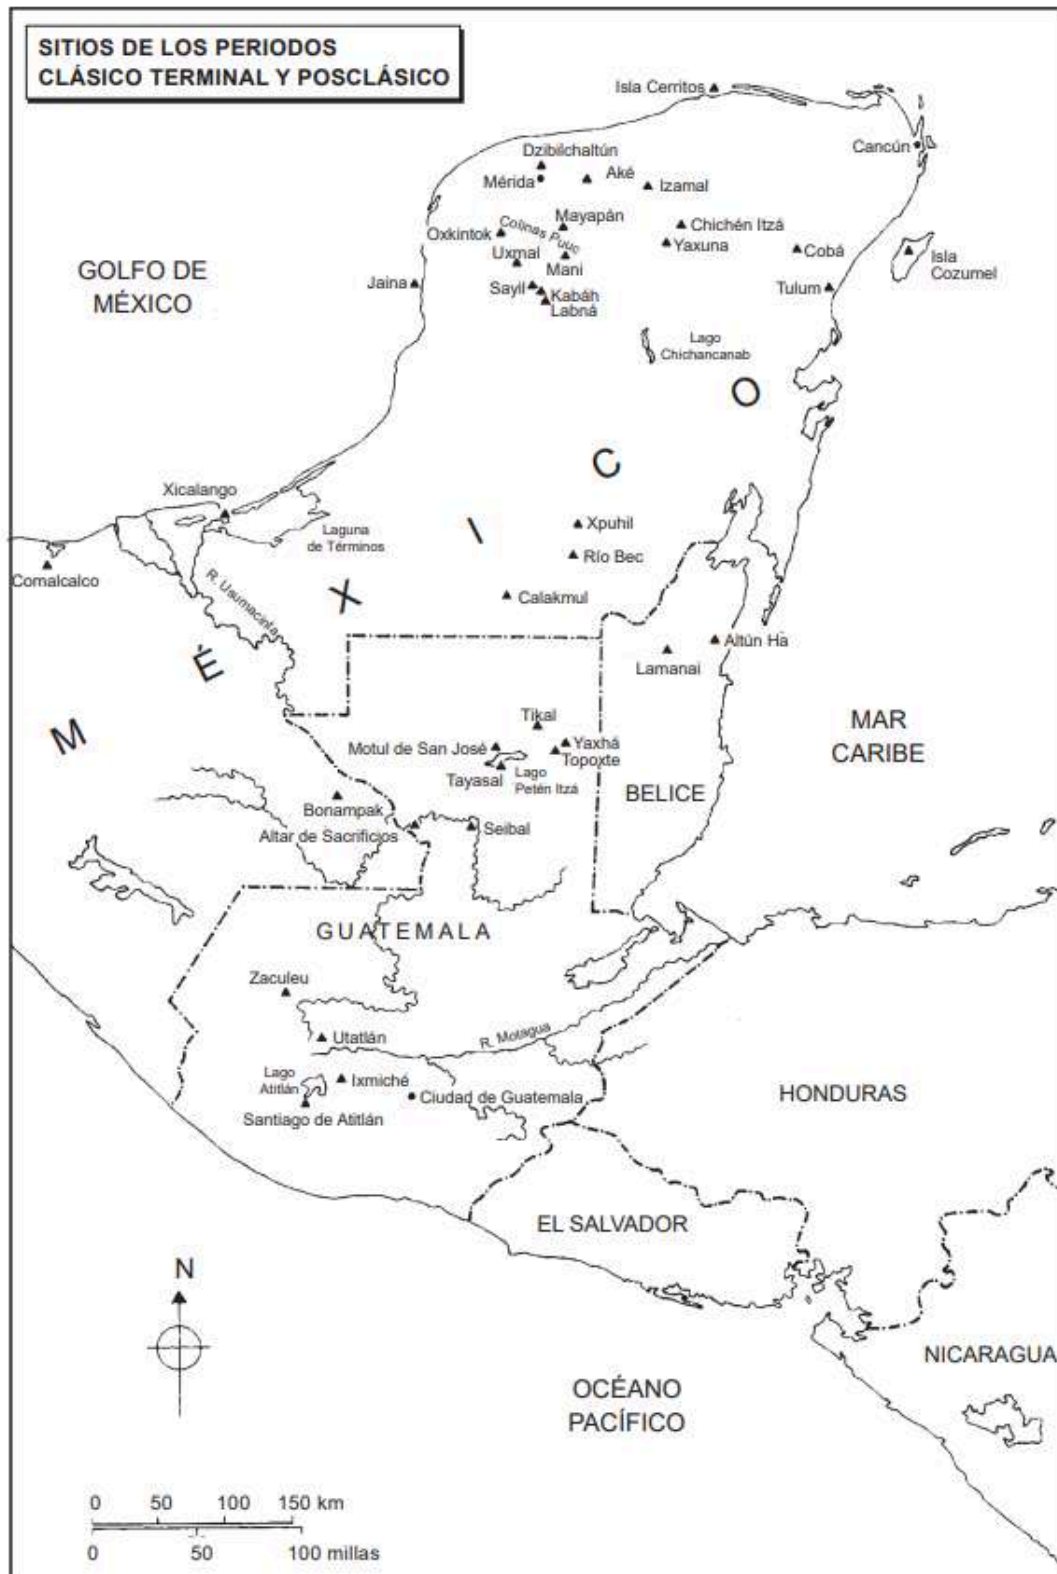 SITIOS DE LOS PERIODOS
CLÁSICO TERMINAL Y POSCLÁSICO
Isla Cerritos
Cancún
Dzibilchaltún
Mérida
Aké
Izamal
Mayapán
Chichén Itzá
Oxkintok
Colinas Puuc
Yaxuna
Uxmal
Mani
Cobá
Isla
Cozumel
GOLFO DE
MÉXICO
Jaina
Sayil
Kabáh
Labná
Tulum
Lago
Chichancanab
MÉXICO
Xicalango
Laguna
de Términos
Xpuhil
Río Bec
Comalcalco
R. Usumacinta
Calakmul
Altún Ha
Lamanai
Tikal
MAR
CARIBE
Motul de San José
Yaxhá
Topoxte
Tayasal
Lago
Petén Itzá
BELICE
Bonampak
Altar de Sacrificios
Seibal
GUATEMALA
Zaculeu
Utatlán
R. Motagua
Lago
Atitlán
Ixmiché
Ciudad de Guatemala
Santiago de Atitlán
HONDURAS
EL SALVADOR
N
NICARAGUA
OCÉANO
PACÍFICO
0 50 100 150 km
0 50 100 millas